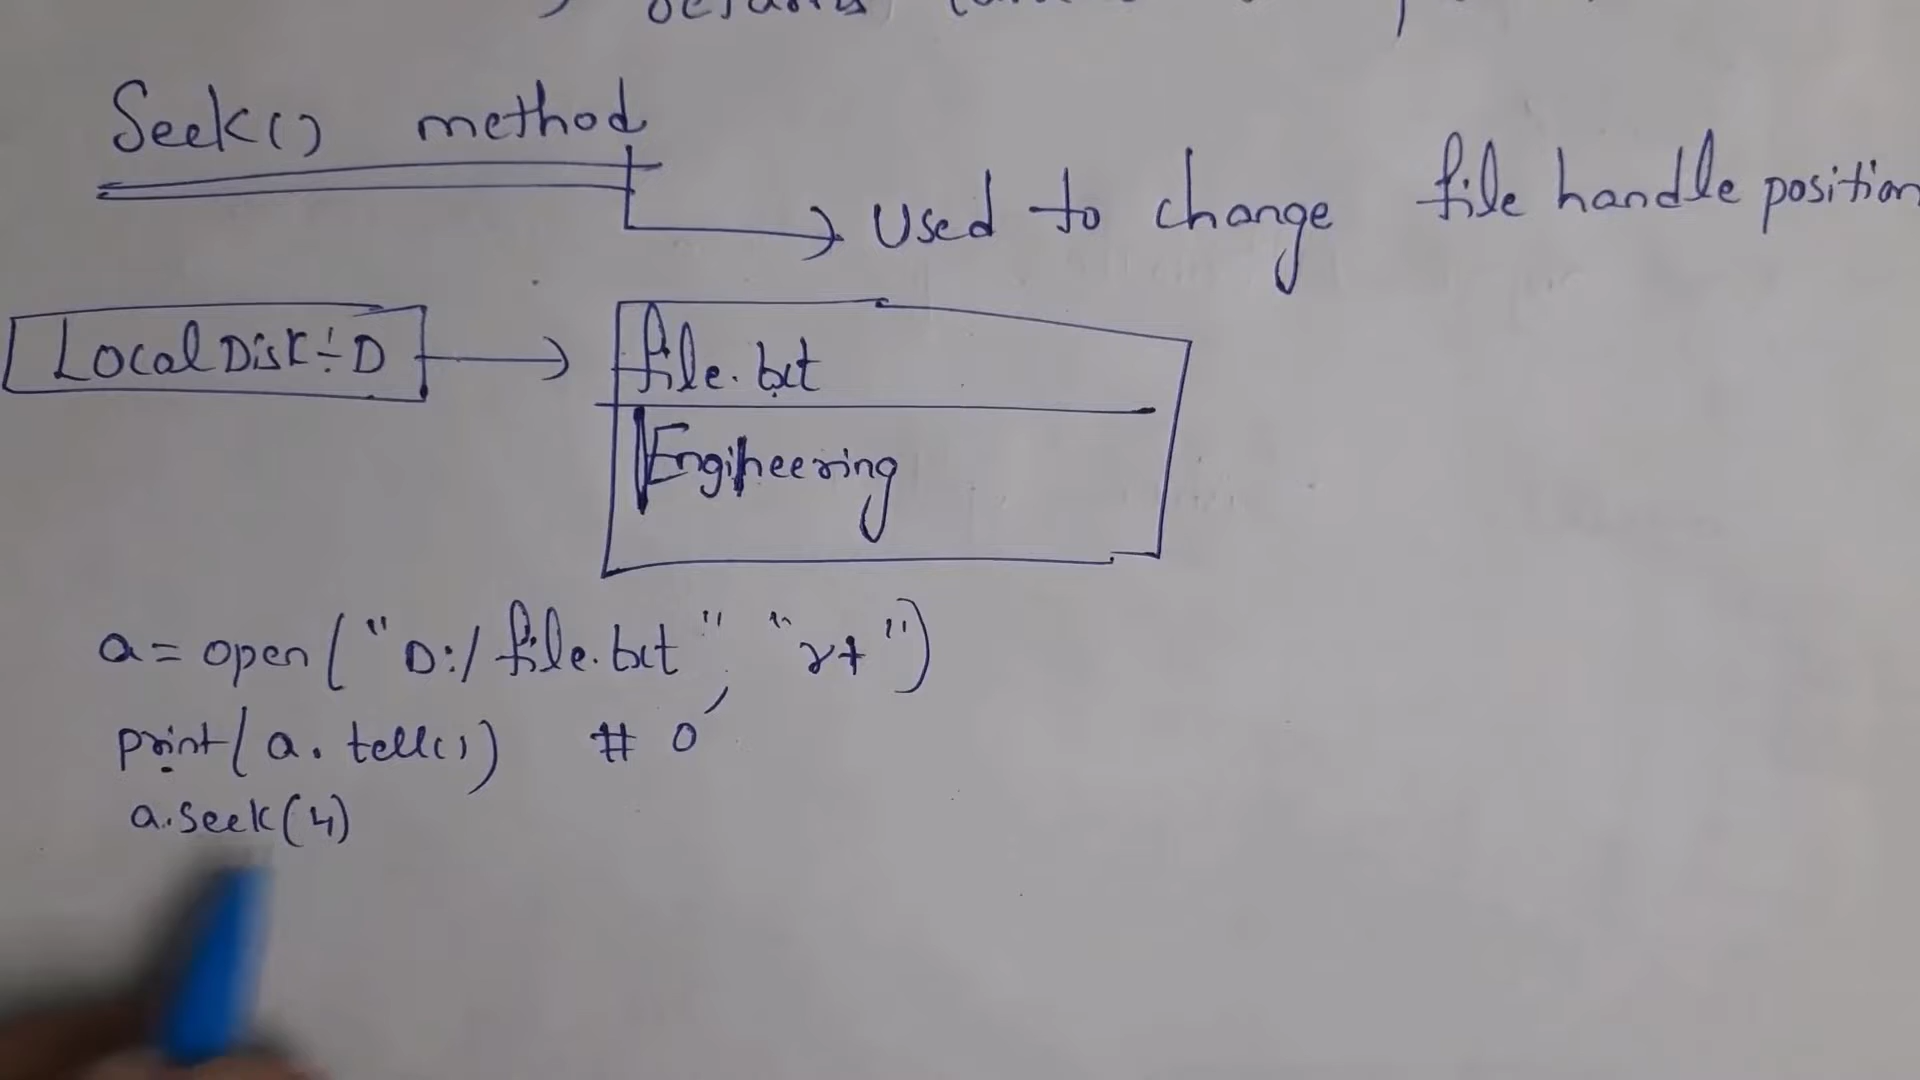 Seek() method
Used to change file handle position
Local Disk:-D
file.txt
Engineering
a = open("D:/file.txt", "r+")
print(a.tell()) # 0
a.seek(4)